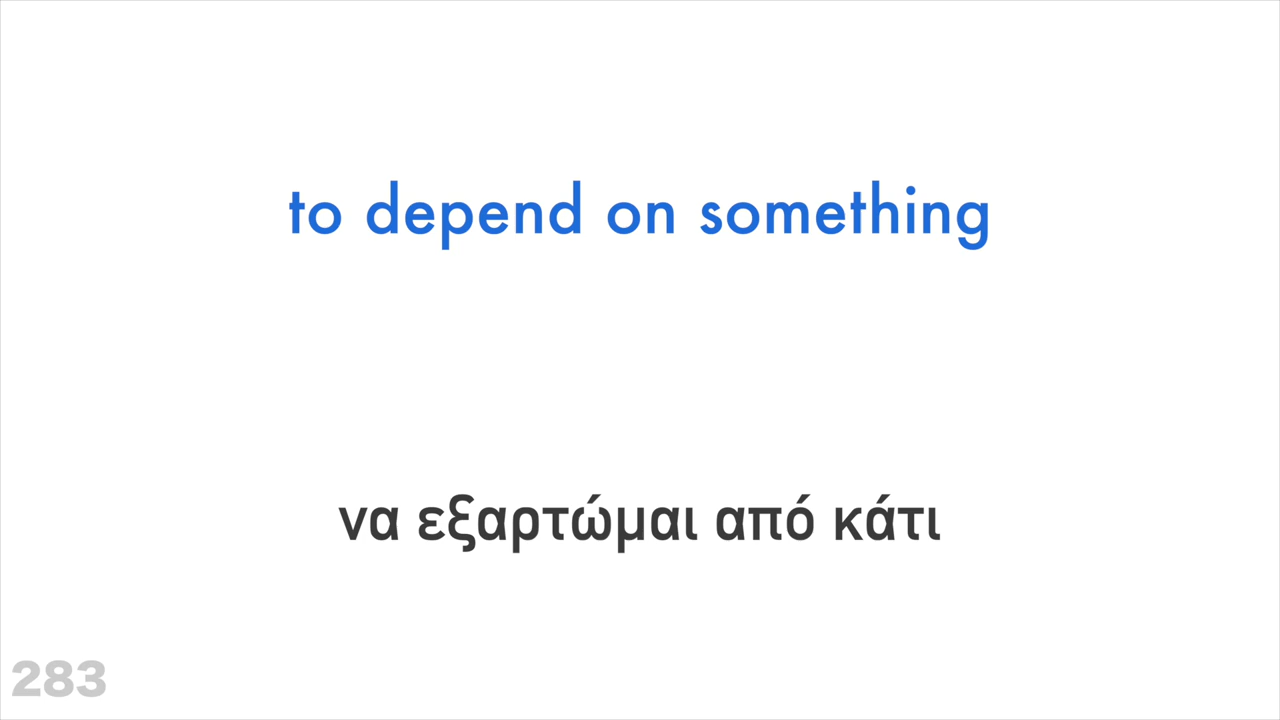 to depend on something
να εξαρτώμαι από κάτι
283